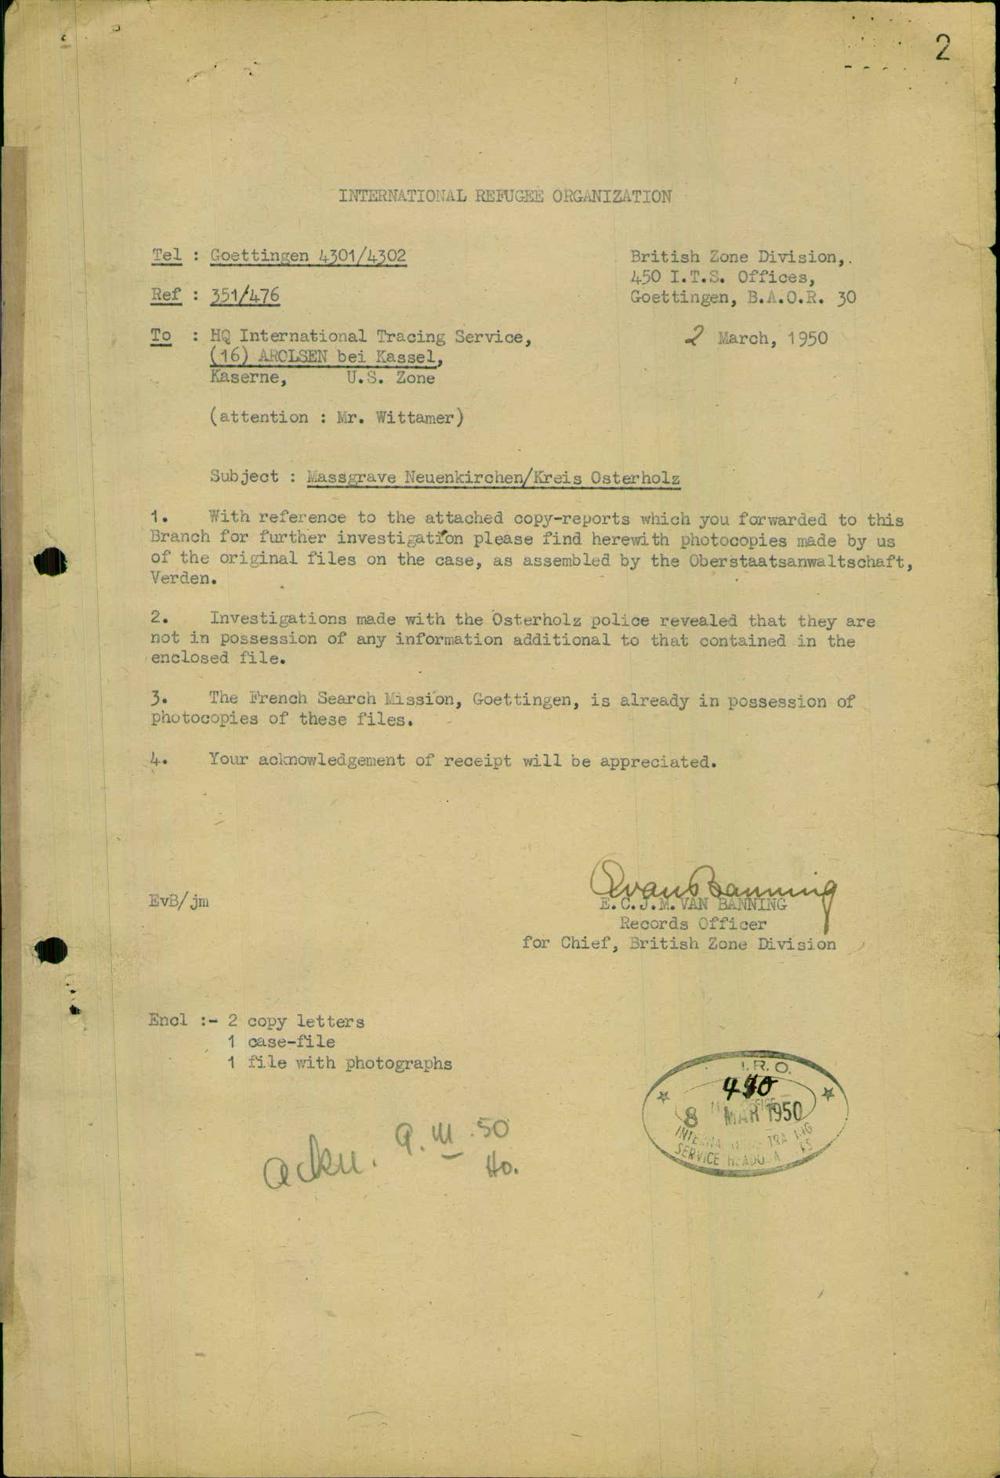 2
INTERNATIONAL REFUGEE ORGANIZATION
Tel : Goettingen 4301/4302
British Zone Division,
450 I.T.S. Offices,
Ref : 351/476
Goettingen, B.A.O.R. 30
To : HQ International Tracing Service,
2 March, 1950
(16) AROLSEN bei Kassel,
Kaserne, U.S. Zone
(attention : Mr. Wittamer)
Subject : Massgrave Neuenkirchen/Kreis Osterholz
1. With reference to the attached copy-reports which you forwarded to this
Branch for further investigation please find herewith photocopies made by us
of the original files on the case, as assembled by the Oberstaatsanwaltschaft,
Verden.
2. Investigations made with the Osterholz police revealed that they are
not in possession of any information additional to that contained in the
enclosed file.
3. The French Search Mission, Goettingen, is already in possession of
photocopies of these files.
4. Your acknowledgement of receipt will be appreciated.
EvanBanning
EvB/jm
E.C.J.M. VAN BANNING
Records Officer
for Chief, British Zone Division
Encl :- 2 copy letters
1 case-file
1 file with photographs
I.R.O.
8 MAR 1950
SERVICE
ackn. 9.III.50
Ho.